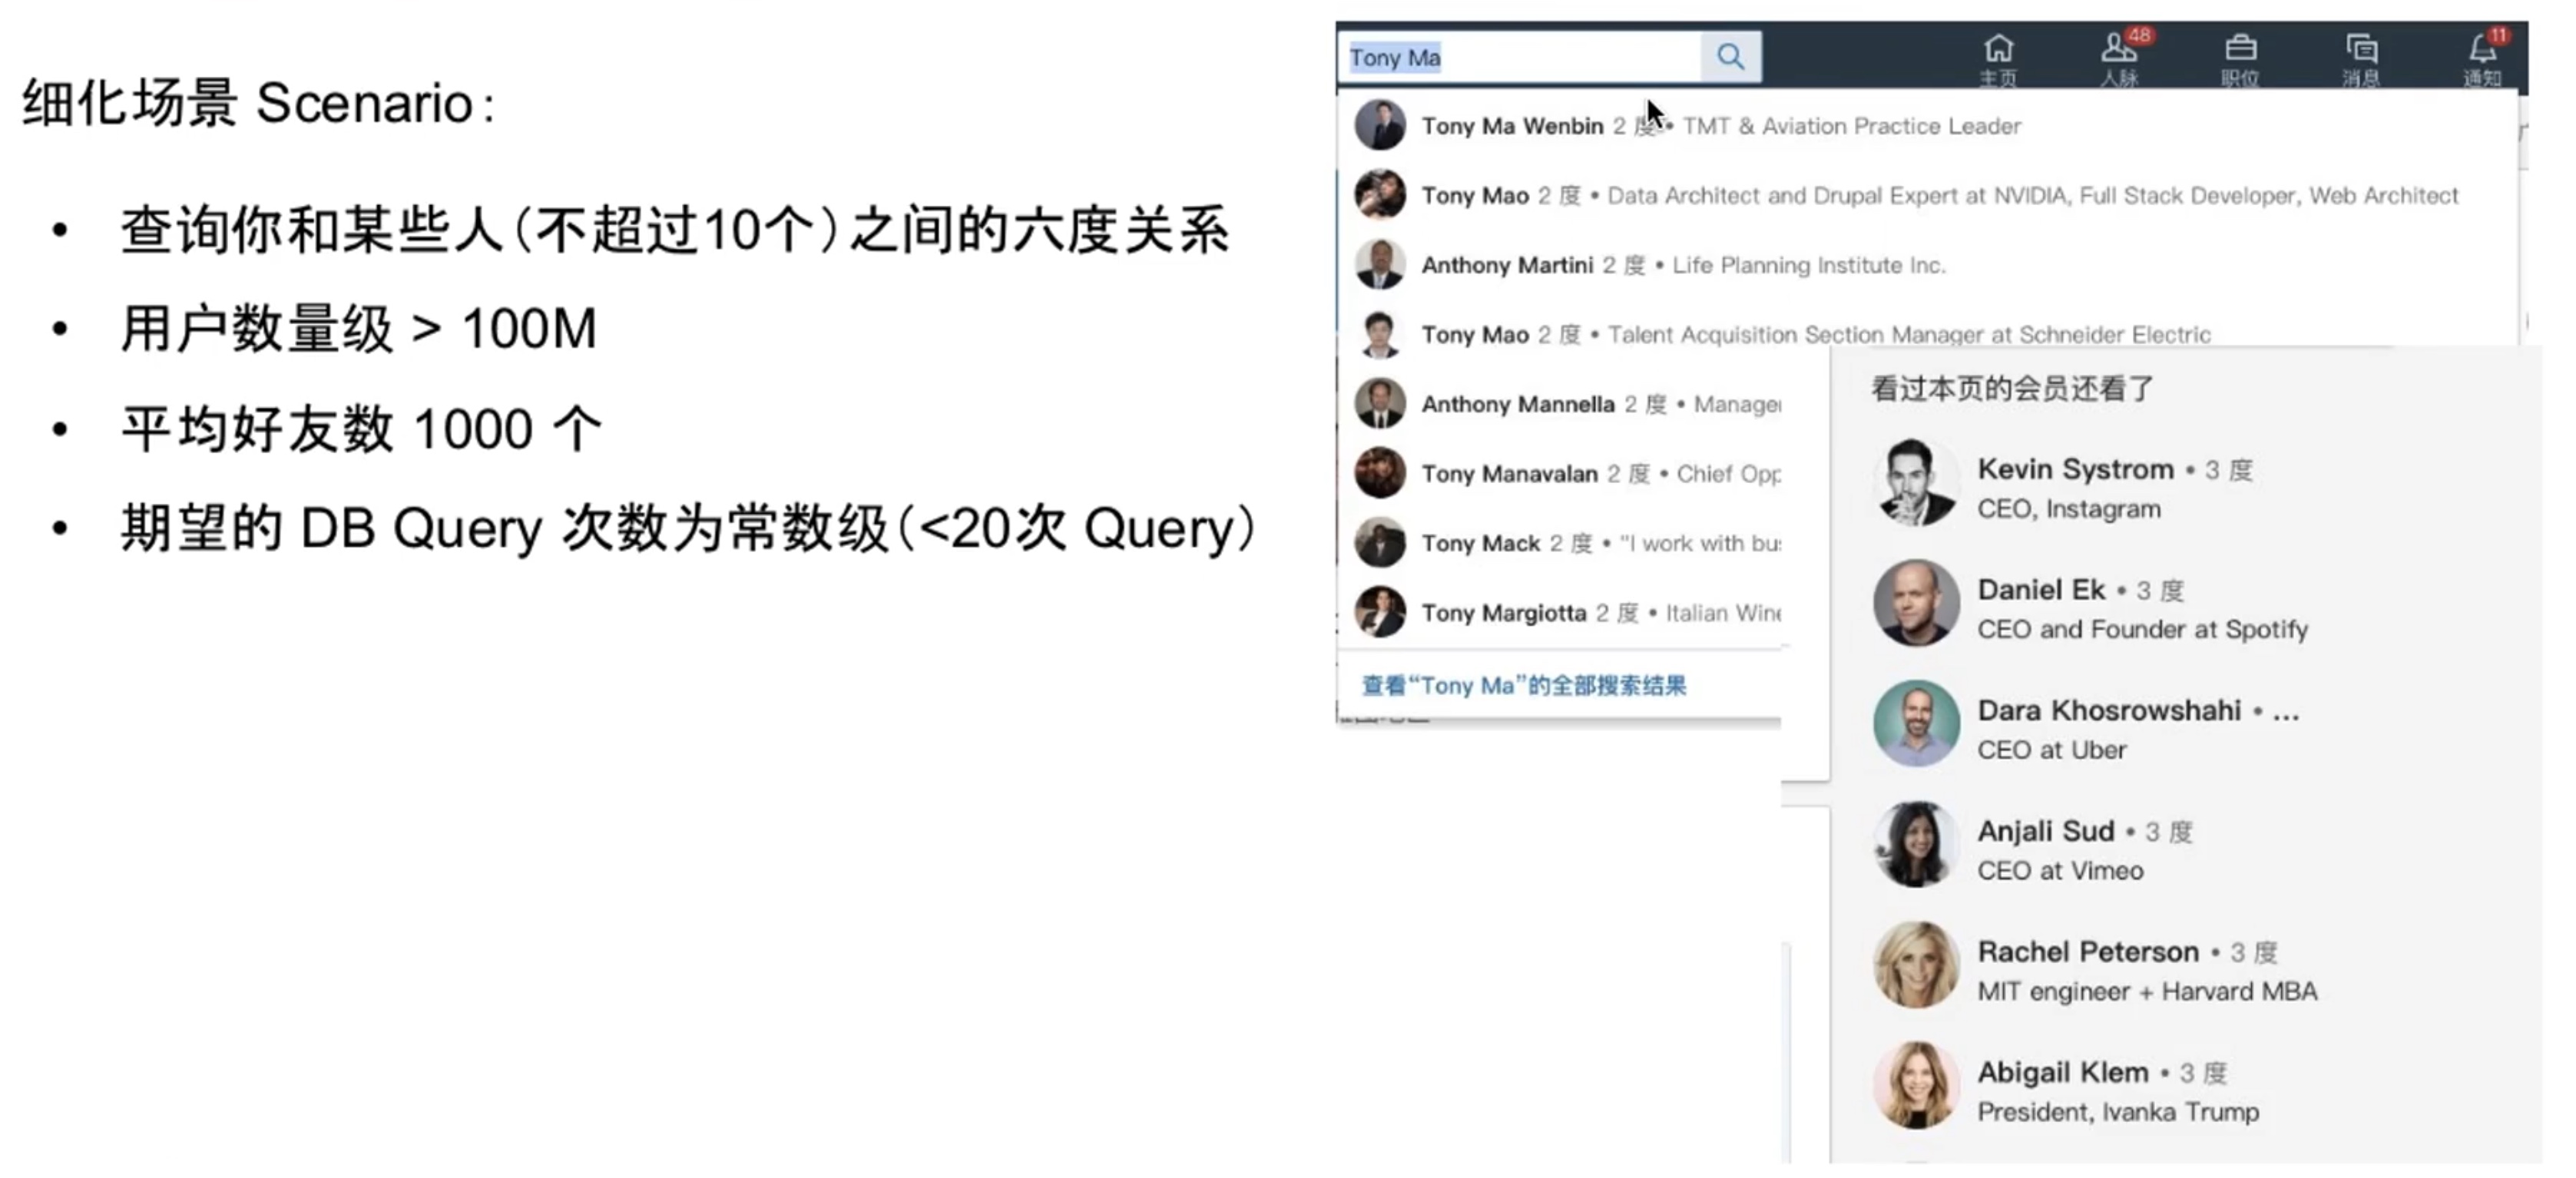 细化场景 Scenario：
• 查询你和某些人（不超过10个）之间的六度关系
• 用户数量级 > 100M
• 平均好友数 1000 个
• 期望的 DB Query 次数为常数级（<20次 Query）
Tony Ma
48
11
主页 人脉 职位 消息 通知
Tony Ma Wenbin 2 度 • TMT & Aviation Practice Leader
Tony Mao 2 度 • Data Architect and Drupal Expert at NVIDIA, Full Stack Developer, Web Architect
Anthony Martini 2 度 • Life Planning Institute Inc.
Tony Mao 2 度 • Talent Acquisition Section Manager at Schneider Electric
Anthony Mannella 2 度 • Manage
Tony Manavalan 2 度 • Chief Opp
Tony Mack 2 度 • "I work with bu
Tony Margiotta 2 度 • Italian Win
查看“Tony Ma”的全部搜索结果
看过本页的会员还看了
Kevin Systrom • 3 度
CEO, Instagram
Daniel Ek • 3 度
CEO and Founder at Spotify
Dara Khosrowshahi • ...
CEO at Uber
Anjali Sud • 3 度
CEO at Vimeo
Rachel Peterson • 3 度
MIT engineer + Harvard MBA
Abigail Klem • 3 度
President, Ivanka Trump